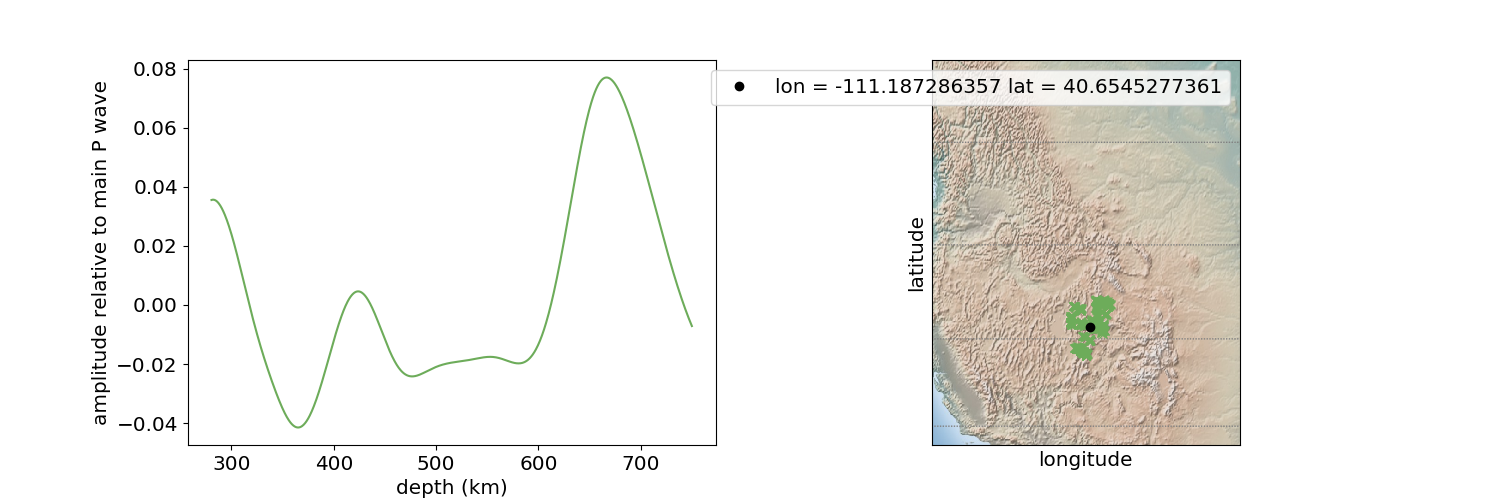 0.08
0.06
0.04
0.02
0.00
−0.02
−0.04
amplitude relative to main P wave
300 400 500 600 700
depth (km)
lon = -111.187286357 lat = 40.6545277361
latitude
longitude